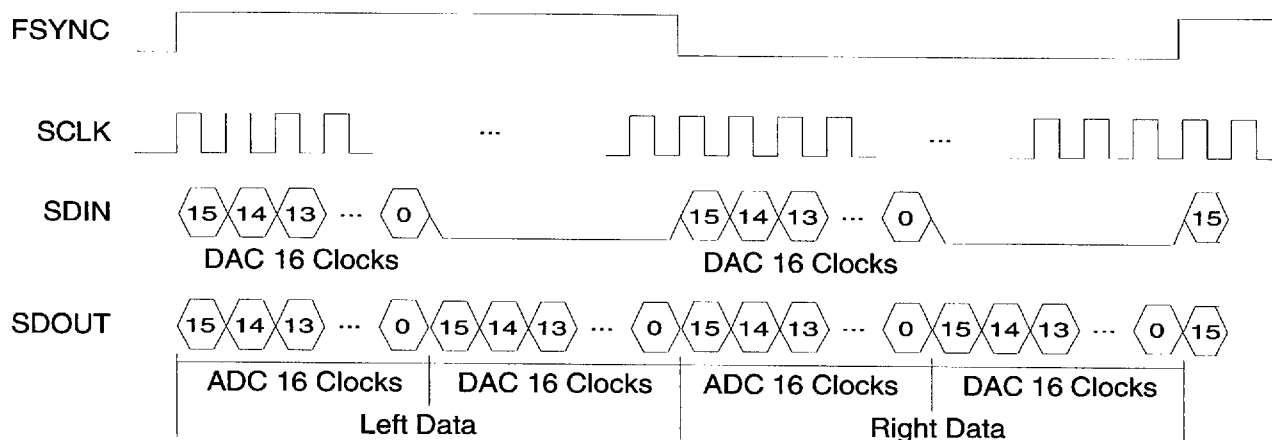 FSYNC
SCLK ... ...
SDIN 15 14 13 ... 0 15 14 13 ... 0 15
DAC 16 Clocks DAC 16 Clocks
SDOUT 15 14 13 ... 0 15 14 13 ... 0 15 14 13 ... 0 15 14 13 ... 0 15
ADC 16 Clocks DAC 16 Clocks ADC 16 Clocks DAC 16 Clocks
Left Data Right Data